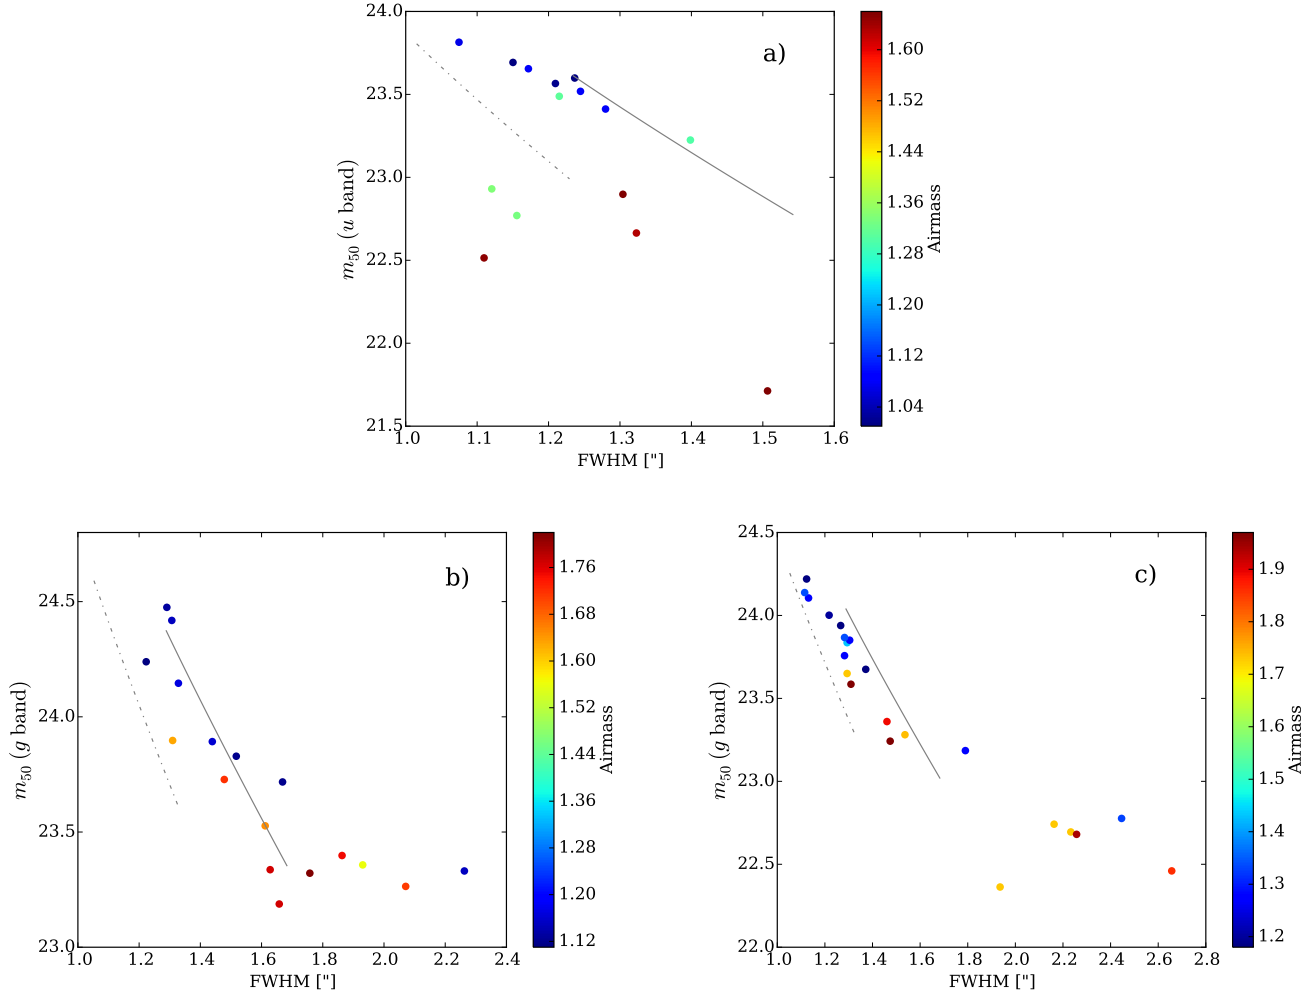 24.0
23.5
23.0
22.5
22.0
21.5
m50 (u band)
1.0 1.1 1.2 1.3 1.4 1.5 1.6
FWHM ["]
a)
1.60
1.52
1.44
1.36
1.28
1.20
1.12
1.04
Airmass
24.5
24.0
23.5
23.0
m50 (g band)
1.0 1.2 1.4 1.6 1.8 2.0 2.2 2.4
FWHM ["]
b)
1.76
1.68
1.60
1.52
1.44
1.36
1.28
1.20
1.12
Airmass
24.5
24.0
23.5
23.0
22.5
22.0
m50 (g band)
1.0 1.2 1.4 1.6 1.8 2.0 2.2 2.4 2.6 2.8
FWHM ["]
c)
1.9
1.8
1.7
1.6
1.5
1.4
1.3
1.2
Airmass